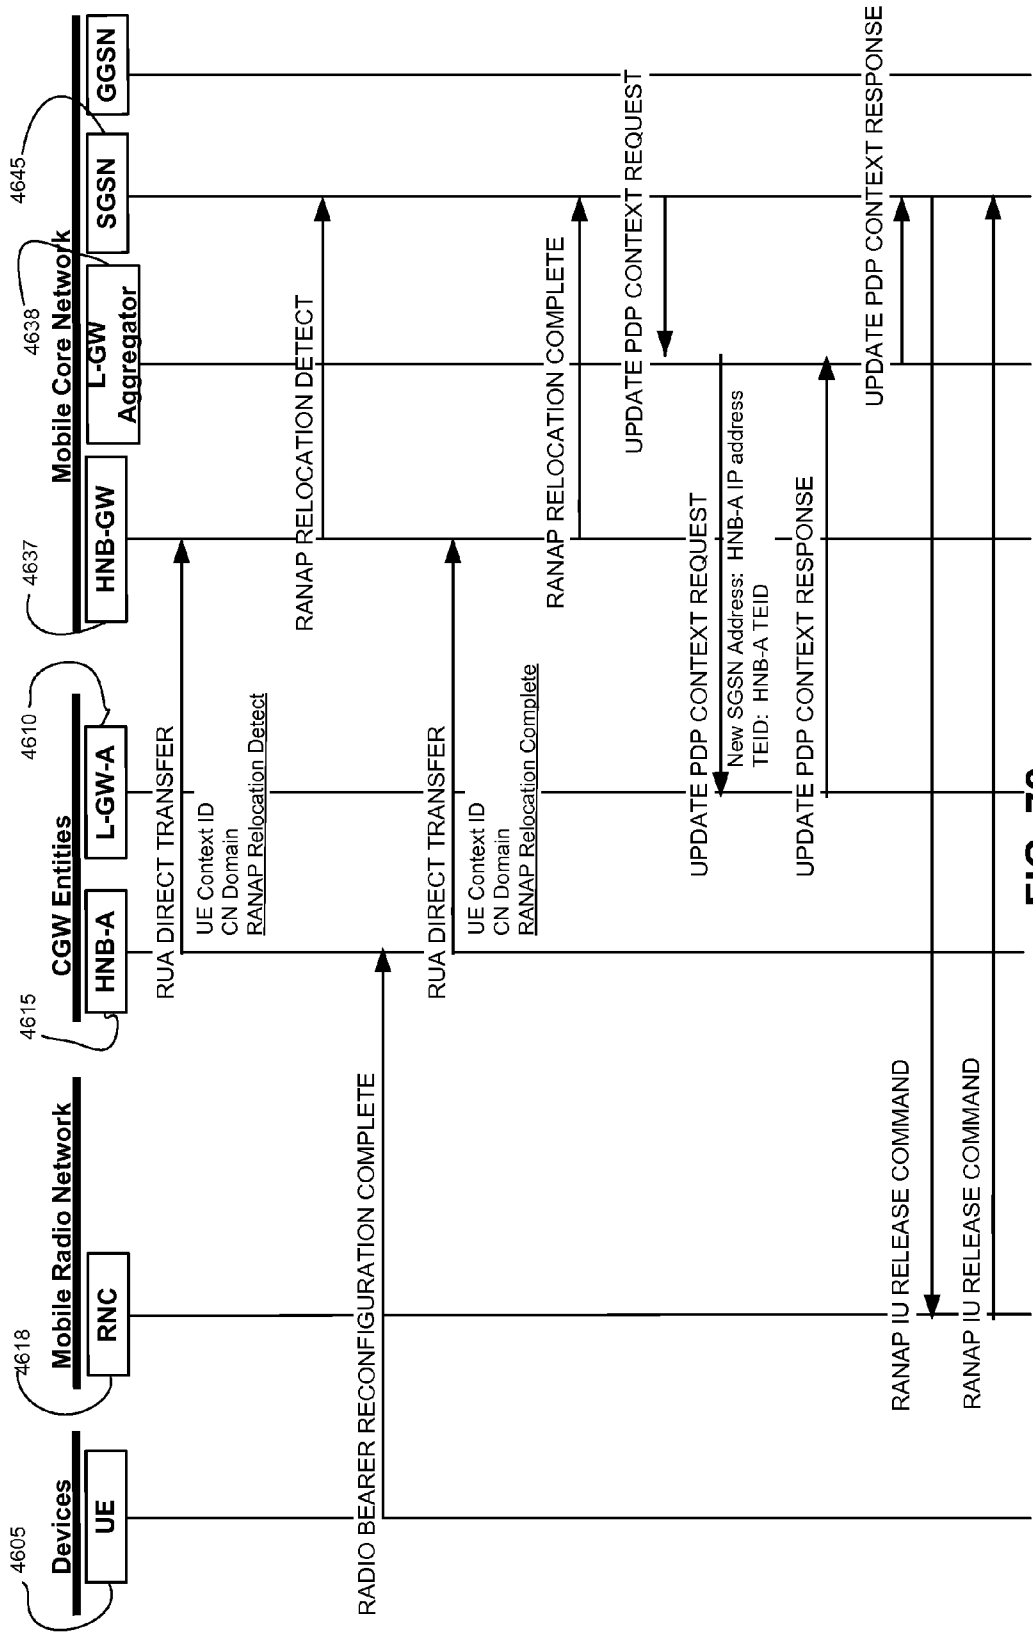 4605
4618
4615
4610
4637
4638
4645
Devices
Mobile Radio Network
CGW Entities
Mobile Core Network
UE
RNC
HNB-A
L-GW-A
HNB-GW
L-GW
Aggregator
SGSN
GGSN
RUA DIRECT TRANSFER
UE Context ID
CN Domain
RANAP Relocation Detect
RANAP RELOCATION DETECT
RADIO BEARER RECONFIGURATION COMPLETE
RUA DIRECT TRANSFER
UE Context ID
CN Domain
RANAP Relocation Complete
RANAP RELOCATION COMPLETE
UPDATE PDP CONTEXT REQUEST
UPDATE PDP CONTEXT REQUEST
New SGSN Address: HNB-A IP address
TEID: HNB-A TEID
UPDATE PDP CONTEXT RESPONSE
UPDATE PDP CONTEXT RESPONSE
RANAP IU RELEASE COMMAND
RANAP IU RELEASE COMMAND